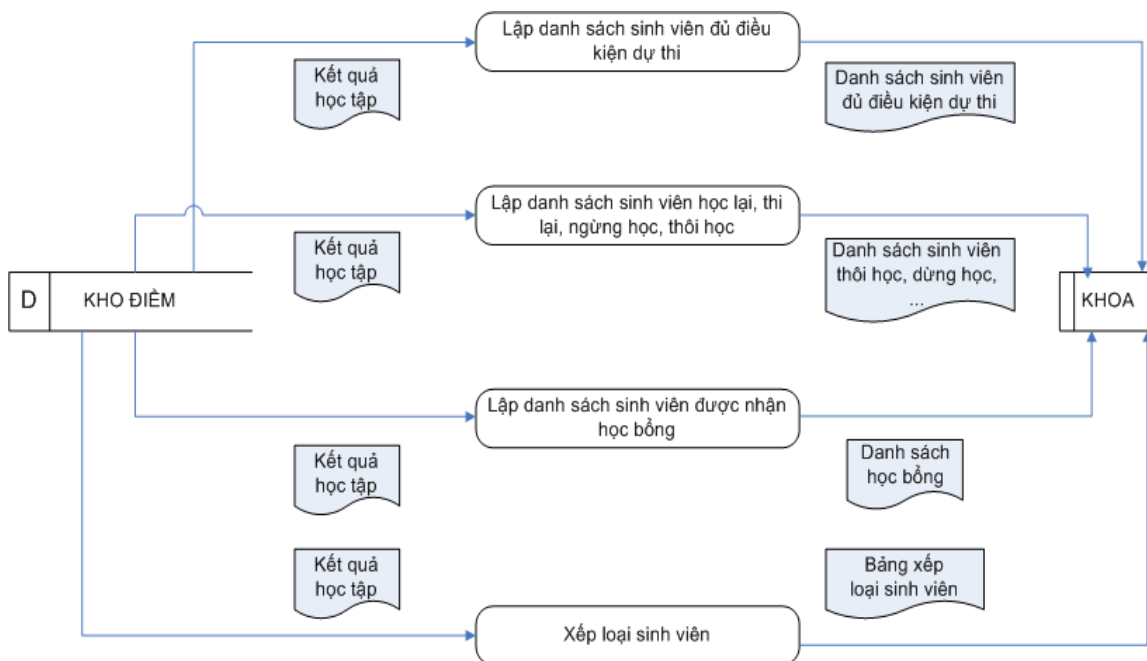 Lập danh sách sinh viên đủ điều
kiện dự thi
Kết quả
học tập
Danh sách sinh viên
đủ điều kiện dự thi
Lập danh sách sinh viên học lại, thi
lại, ngừng học, thôi học
Kết quả
học tập
Danh sách sinh viên
thôi học, dừng học,
...
D
KHO ĐIỂM
KHOA
Lập danh sách sinh viên được nhận
học bổng
Kết quả
học tập
Danh sách
học bổng
Kết quả
học tập
Bảng xếp
loại sinh viên
Xếp loại sinh viên